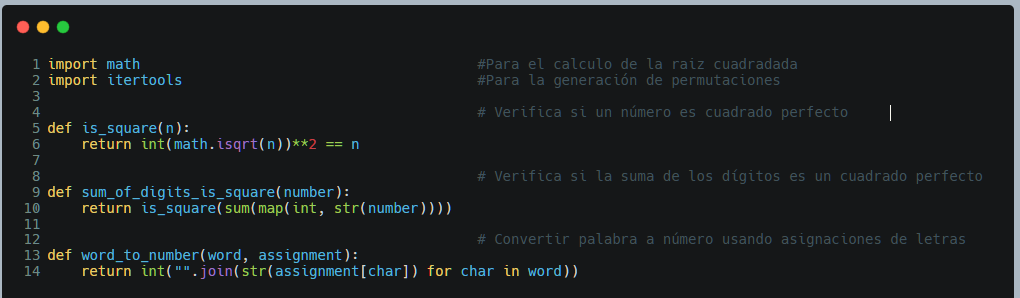 1 import math #Para el calculo de la raiz cuadradada
2 import itertools #Para la generación de permutaciones
3
4 # Verifica si un número es cuadrado perfecto
5 def is_square(n):
6 return int(math.isqrt(n))**2 == n
7
8 # Verifica si la suma de los dígitos es un cuadrado perfecto
9 def sum_of_digits_is_square(number):
10 return is_square(sum(map(int, str(number))))
11
12 # Convertir palabra a número usando asignaciones de letras
13 def word_to_number(word, assignment):
14 return int("".join(str(assignment[char]) for char in word))